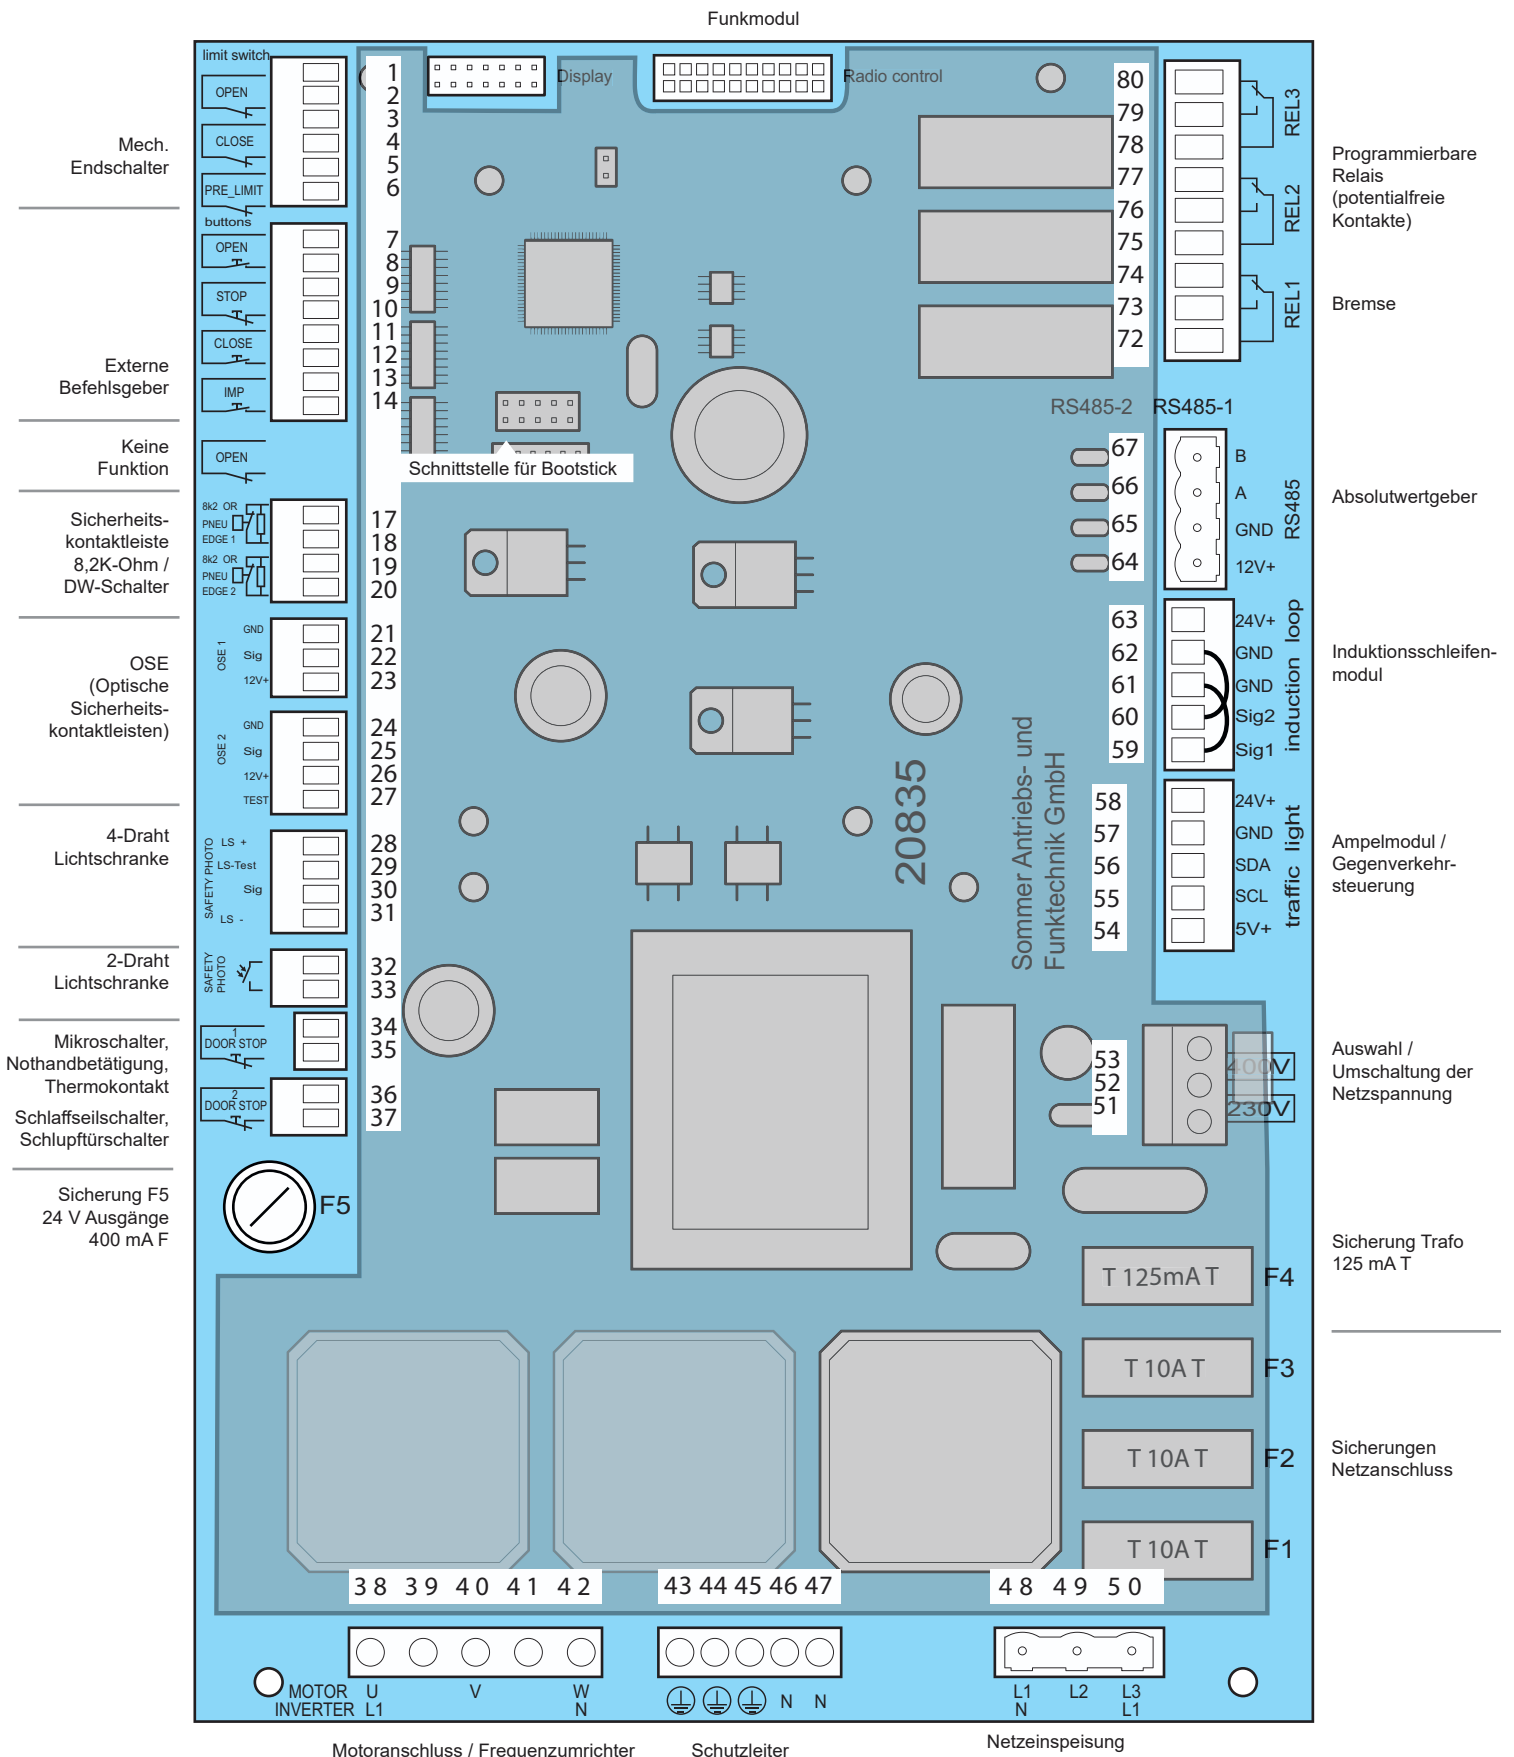 Funkmodul
limit switch
OPEN
CLOSE
PRE_LIMIT
buttons
OPEN
STOP
CLOSE
IMP
OPEN
8k2 OR
PNEU
EDGE 1
8k2 OR
PNEU
EDGE 2
GND
OSE 1
Sig
12V+
GND
OSE 2
Sig
12V+
TEST
SAFETY PHOTO
LS +
LS-Test
Sig
LS -
SAFETY
PHOTO
1
DOOR STOP
2
DOOR STOP
F5
Mech.
Endschalter
Externe
Befehlsgeber
Keine
Funktion
Sicherheits-
kontaktleiste
8,2K-Ohm /
DW-Schalter
OSE
(Optische
Sicherheits-
kontaktleisten)
4-Draht
Lichtschranke
2-Draht
Lichtschranke
Mikroschalter,
Nothandbetätigung,
Thermokontakt
Schlaffseilschalter,
Schlupftürschalter
Sicherung F5
24 V Ausgänge
400 mA F
1
2
3
4
5
6
7
8
9
10
11
12
13
14
17
18
19
20
21
22
23
24
25
26
27
28
29
30
31
32
33
34
35
36
37
Display
Radio control
Schnittstelle für Bootstick
20835
Sommer Antriebs- und
Funktechnik GmbH
80
79
78
77
76
75
74
73
72
REL3
REL2
REL1
RS485-2
RS485-1
67
66
65
64
B
A
GND
12V+
RS485
63
62
61
60
59
24V+
GND
GND
Sig2
Sig1
induction loop
58
57
56
55
54
24V+
GND
SDA
SCL
5V+
traffic light
53
52
51
400V
230V
T 125mA T
F4
T 10A T
F3
T 10A T
F2
T 10A T
F1
Programmierbare
Relais
(potentialfreie
Kontakte)
Bremse
Absolutwertgeber
Induktionsschleifen-
modul
Ampelmodul /
Gegenverkehr-
steuerung
Auswahl /
Umschaltung der
Netzspannung
Sicherung Trafo
125 mA T
Sicherungen
Netzanschluss
38 39 40 41 42
43 44 45 46 47
48 49 50
MOTOR U V W
INVERTER L1 N
N N
L1 L2 L3
N L1
Motoranschluss / Frequenzumrichter
Schutzleiter
Netzeinspeisung